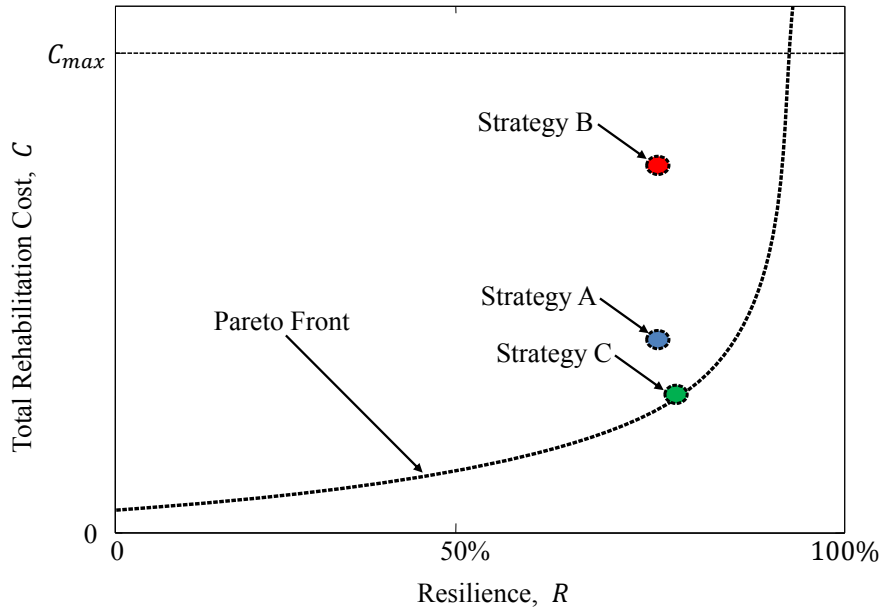 C_max
Strategy B
Strategy A
Pareto Front
Strategy C
Total Rehabilitation Cost, C
0
0
50%
100%
Resilience, R